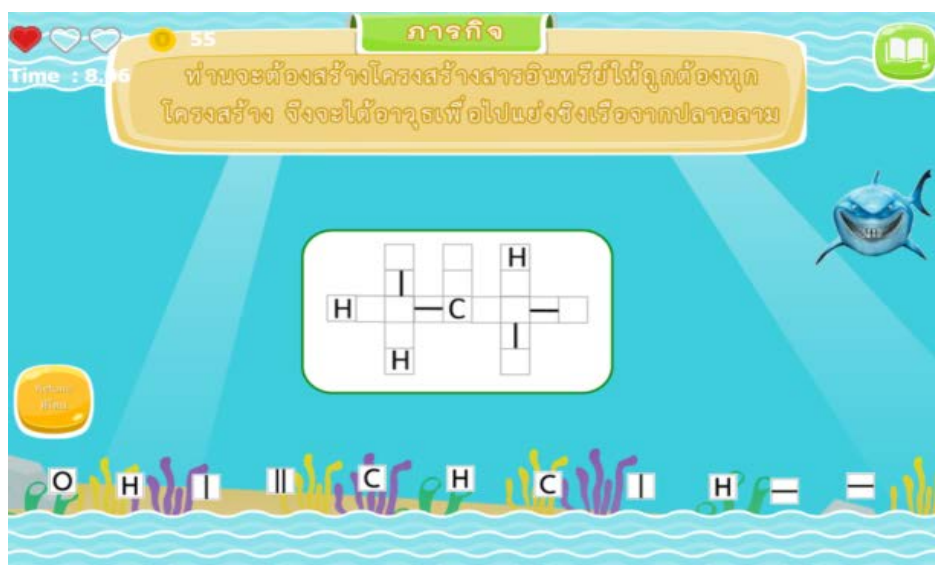 ภารกิจ
55
Time : 8.96
ท่านจะต้องสร้างโครงสร้างสารอินทรีย์ให้ถูกต้องทุก
โครงสร้าง จึงจะได้อาวุธเพื่อไปแย่งชิงเรือจากปลาฉลาม
H
H — C —
H
O H | || C H C | H — —